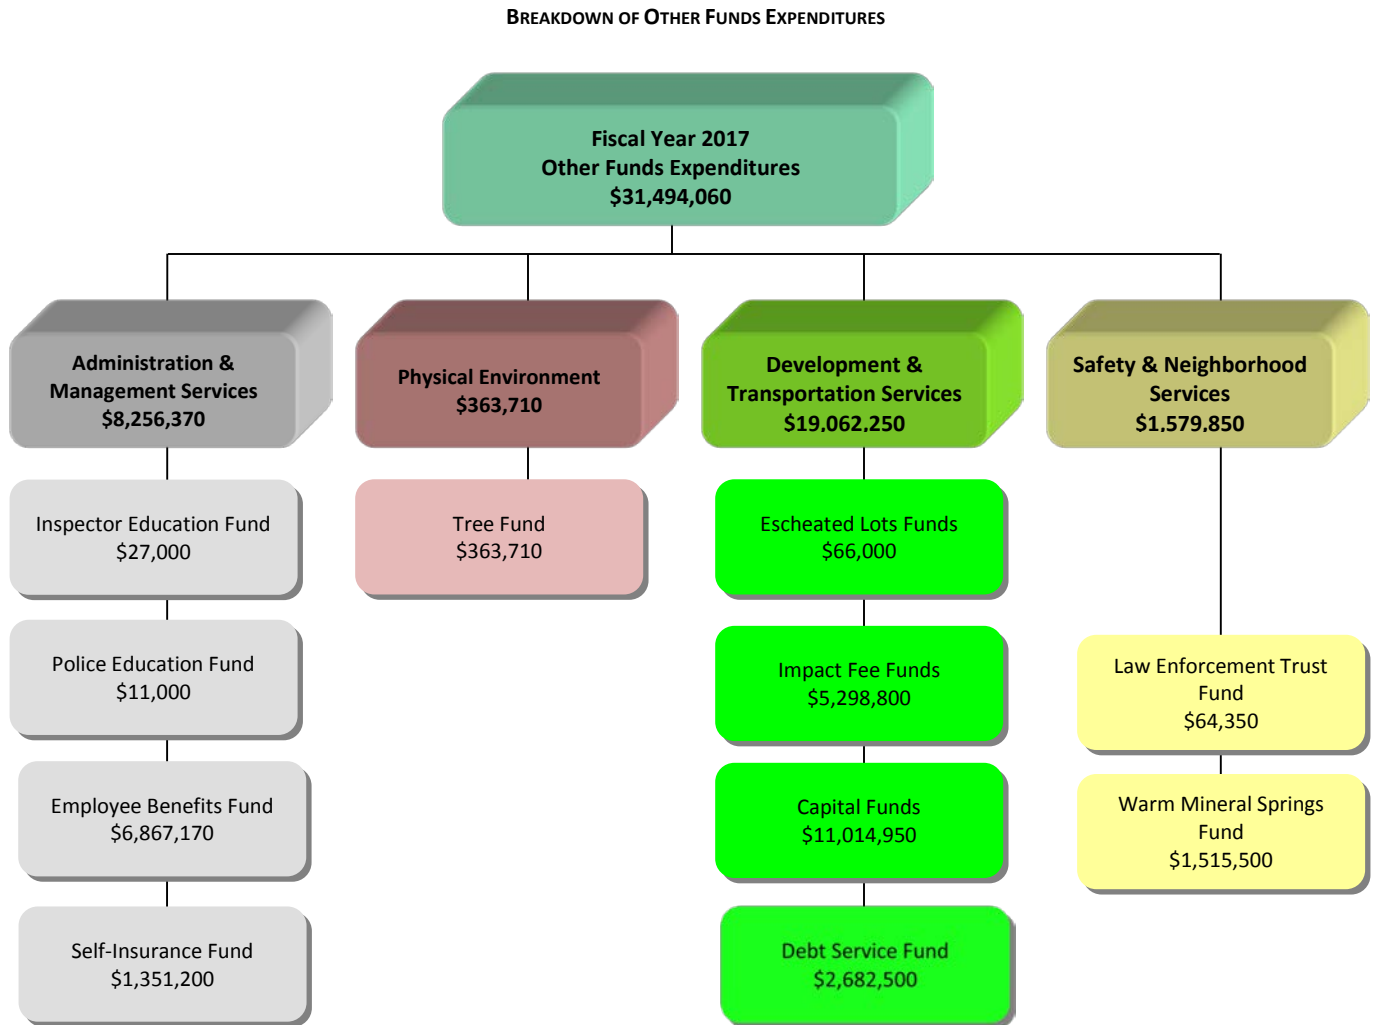 BREAKDOWN OF OTHER FUNDS EXPENDITURES
Fiscal Year 2017
Other Funds Expenditures
$31,494,060
Administration &
Management Services
$8,256,370
Inspector Education Fund
$27,000
Police Education Fund
$11,000
Employee Benefits Fund
$6,867,170
Self-Insurance Fund
$1,351,200
Physical Environment
$363,710
Tree Fund
$363,710
Development &
Transportation Services
$19,062,250
Escheated Lots Funds
$66,000
Impact Fee Funds
$5,298,800
Capital Funds
$11,014,950
Debt Service Fund
$2,682,500
Safety & Neighborhood
Services
$1,579,850
Law Enforcement Trust
Fund
$64,350
Warm Mineral Springs
Fund
$1,515,500